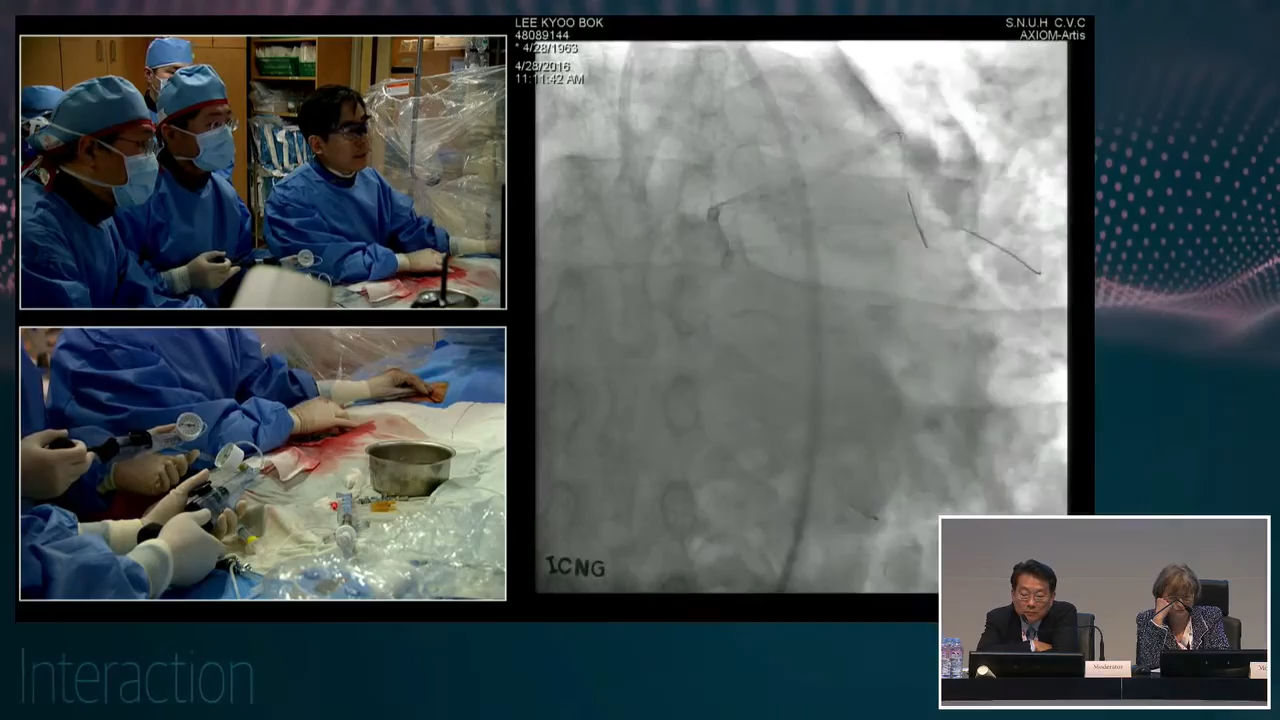 LEE KYOO BOK
48089144
* 4/28/1963
4/28/2016
11:11:42 AM
S.N.U.H C.V.C
AXIOM-Artis
ICNG
Moderator
Interaction